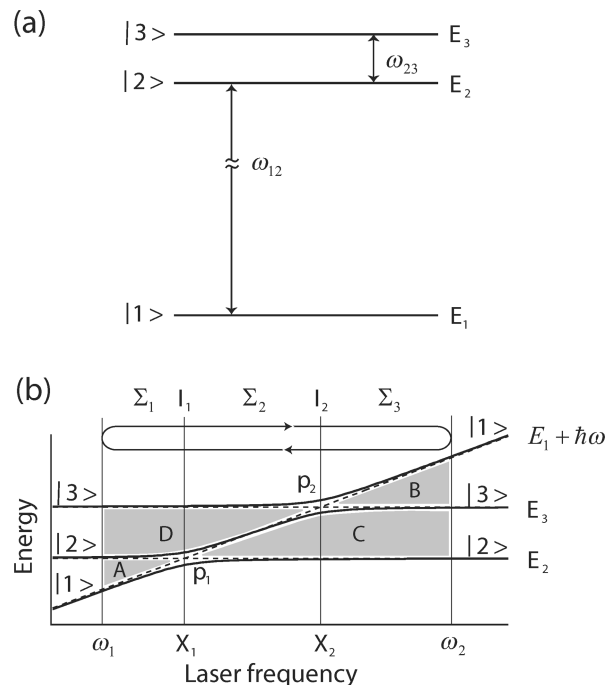 (a)
|3> E₃
ω₂₃
|2> E₂
ω₁₂
|1> E₁
(b)
Σ₁ I₁ Σ₂ I₂ Σ₃
|1> E₁ + ħω
p₂
|3> B |3> E₃
D C
|2> |2> E₂
A p₁
|1>
Energy
ω₁ X₁ X₂ ω₂
Laser frequency